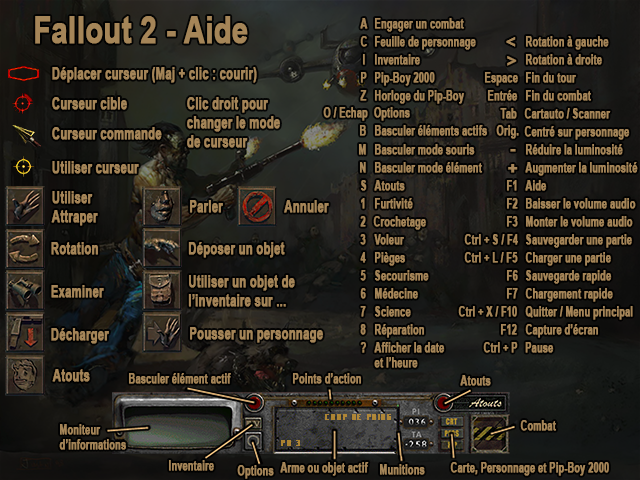 Fallout 2 - Aide
Déplacer curseur (Maj + clic : courir)
Curseur cible
Clic droit pour
changer le mode
de curseur
Curseur commande
Utiliser curseur
Utiliser
Attraper
Parler
Annuler
Rotation
Déposer un objet
Examiner
Utiliser un objet de
l'inventaire sur ...
Décharger
Pousser un personnage
Atouts
A Engager un combat
C Feuille de personnage
I Inventaire
P Pip-Boy 2000
Z Horloge du Pip-Boy
O / Echap Options
B Basculer éléments actifs
M Basculer mode souris
N Basculer mode élément
S Atouts
1 Furtivité
2 Crochetage
3 Voleur
4 Pièges
5 Secourisme
6 Médecine
7 Science
8 Réparation
? Afficher la date
et l'heure
< Rotation à gauche
> Rotation à droite
Espace Fin du tour
Entrée Fin du combat
Tab Cartauto / Scanner
Orig. Centré sur personnage
- Réduire la luminosité
+ Augmenter la luminosité
F1 Aide
F2 Baisser le volume audio
F3 Monter le volume audio
Ctrl + S / F4 Sauvegarder une partie
Ctrl + L / F5 Charger une partie
F6 Sauvegarde rapide
F7 Chargement rapide
Ctrl + X / F10 Quitter / Menu principal
F12 Capture d'écran
Ctrl + P Pause
Basculer élément actif
Points d'action
Atouts
COUP DE POING
PA 3
PI
036
TA
-258
Atouts
CRT
Moniteur
d'informations
Inventaire
Options
Arme ou objet actif
Munitions
Combat
Carte, Personnage et Pip-Boy 2000